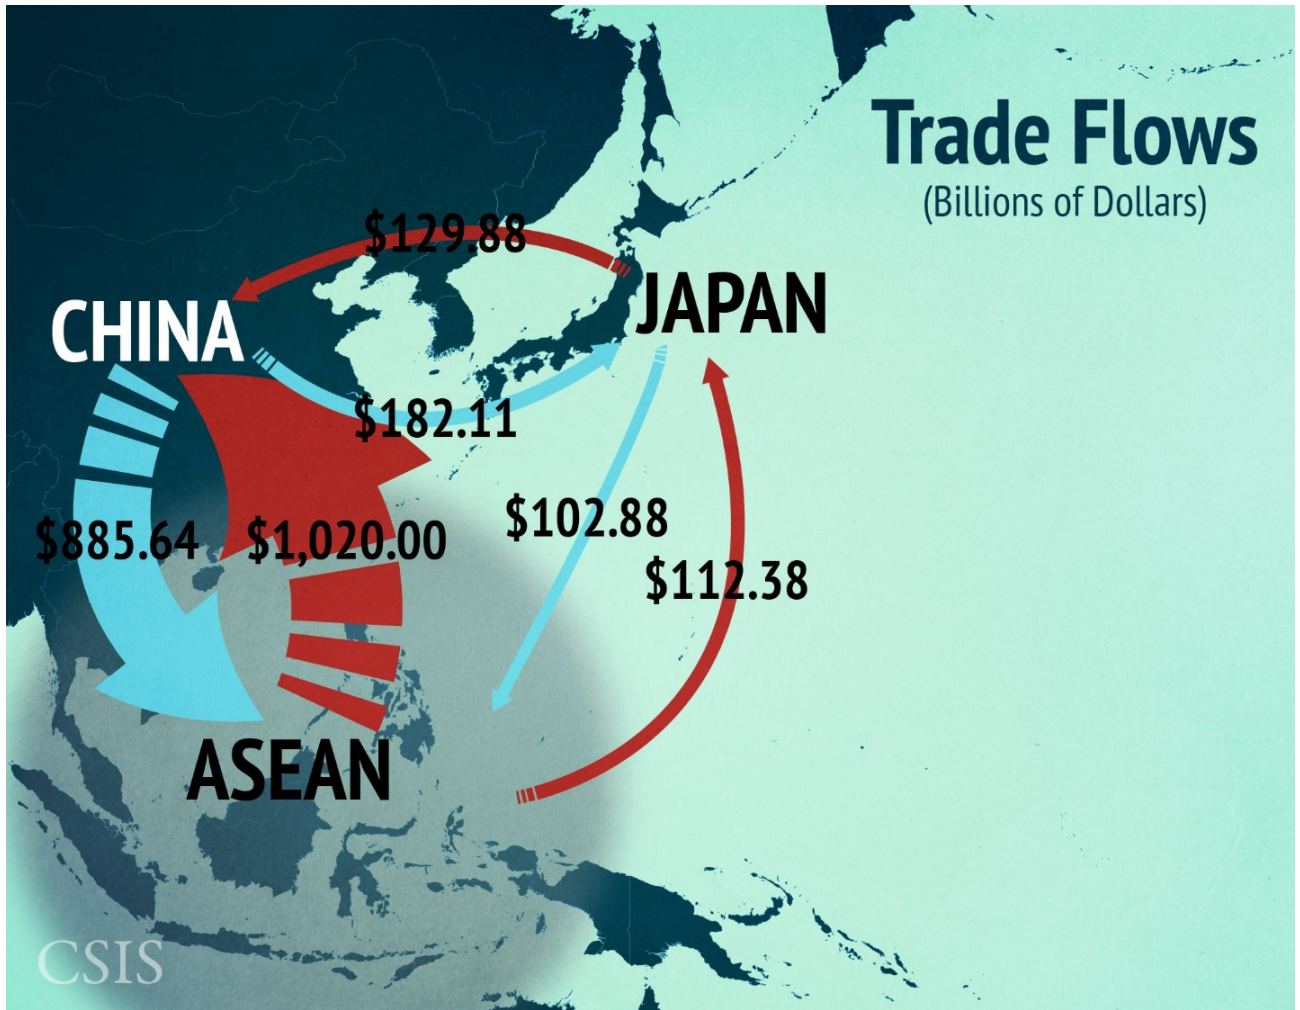 Trade Flows
(Billions of Dollars)
$129.88
JAPAN
CHINA
$182.11
$102.88
$885.64
$1,020.00
$112.38
ASEAN
CSIS